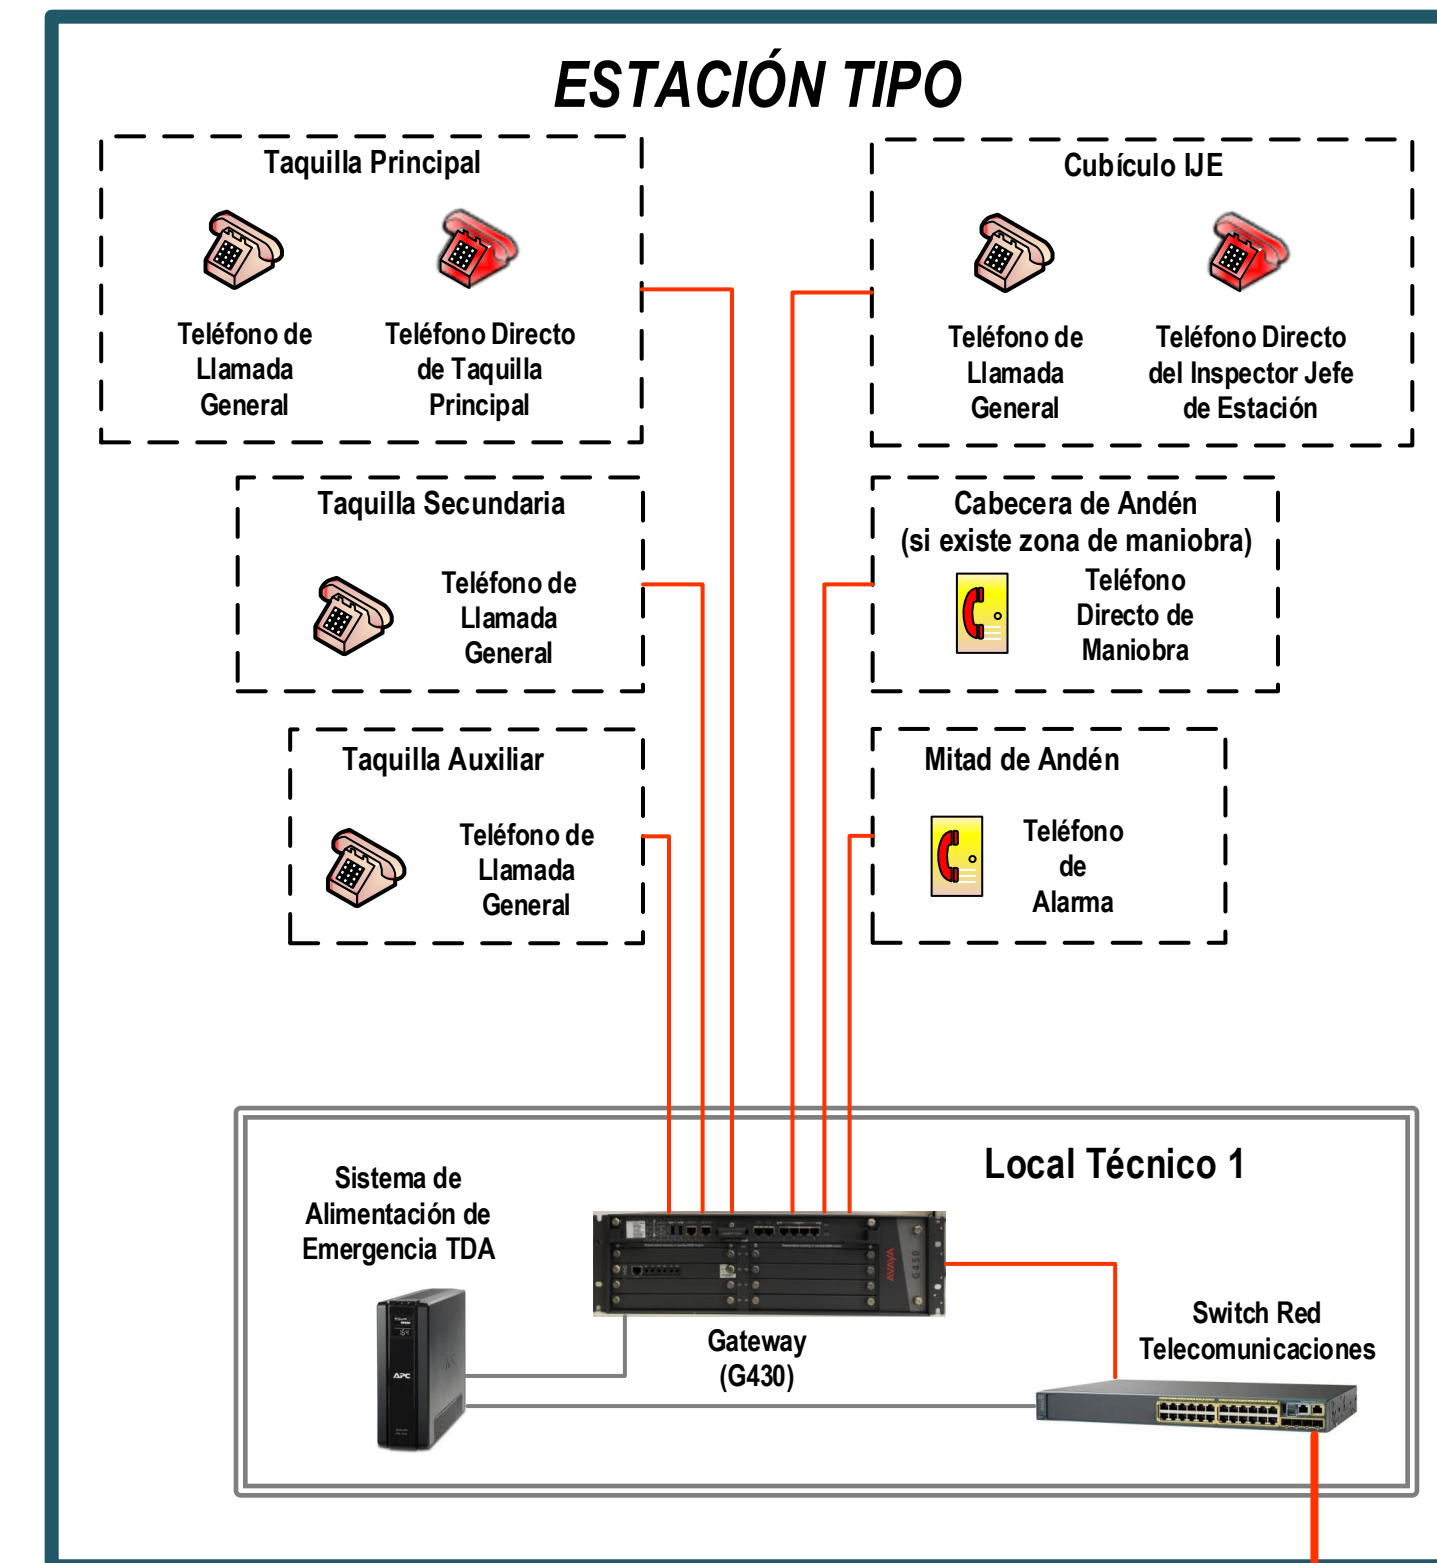 ESTACIÓN TIPO
Taquilla Principal
Teléfono de
Llamada
General
Teléfono Directo
de Taquilla
Principal
Cubículo IJE
Teléfono de
Llamada
General
Teléfono Directo
del Inspector Jefe
de Estación
Taquilla Secundaria
Teléfono de
Llamada
General
Cabecera de Andén
(si existe zona de maniobra)
Teléfono
Directo de
Maniobra
Taquilla Auxiliar
Teléfono de
Llamada
General
Mitad de Andén
Teléfono
de
Alarma
Local Técnico 1
Sistema de
Alimentación de
Emergencia TDA
AVAYA
G450
APC
Gateway
(G430)
Switch Red
Telecomunicaciones